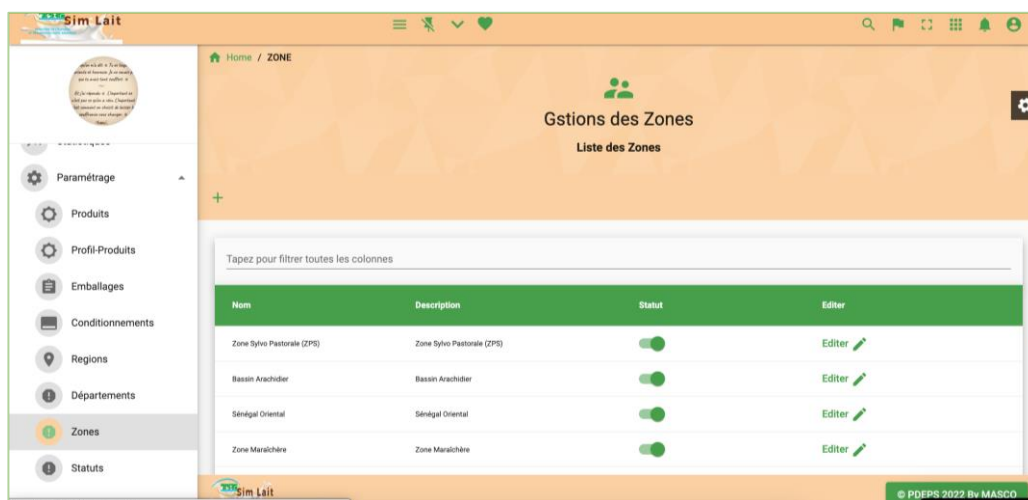 Sim Lait
Home / ZONE
Gstions des Zones
Liste des Zones
Statistiques
Paramétrage
Produits
Profil-Produits
Emballages
Conditionnements
Regions
Départements
Zones
Statuts
Tapez pour filtrer toutes les colonnes
Nom Description Statut Editer
Zone Sylvo Pastorale (ZPS) Zone Sylvo Pastorale (ZPS) Editer
Bassin Arachidier Bassin Arachidier Editer
Sénégal Oriental Sénégal Oriental Editer
Zone Maraîchère Zone Maraîchère Editer
Sim Lait
© PDEPS 2022 By MASCO